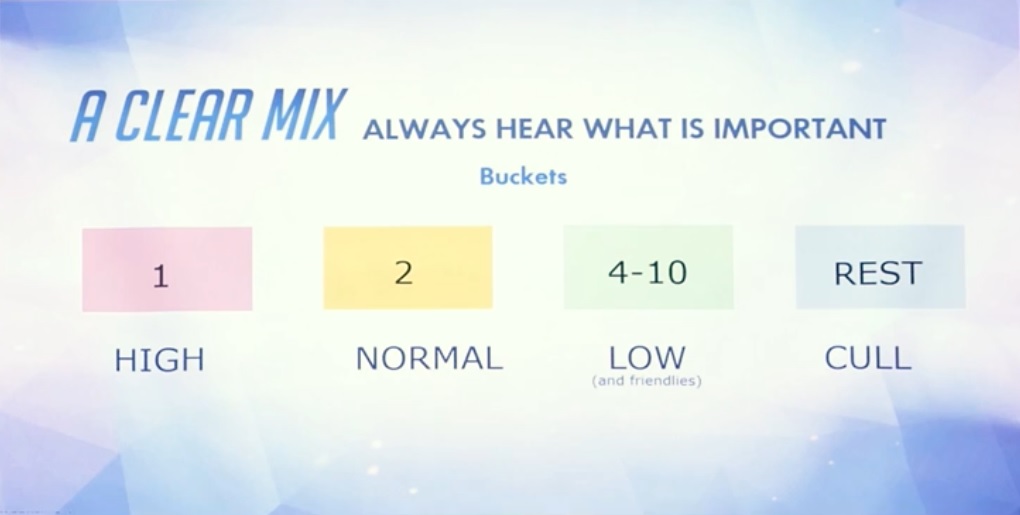 A CLEAR MIX ALWAYS HEAR WHAT IS IMPORTANT
Buckets
1 2 4-10 REST
HIGH NORMAL LOW CULL
(and friendlies)